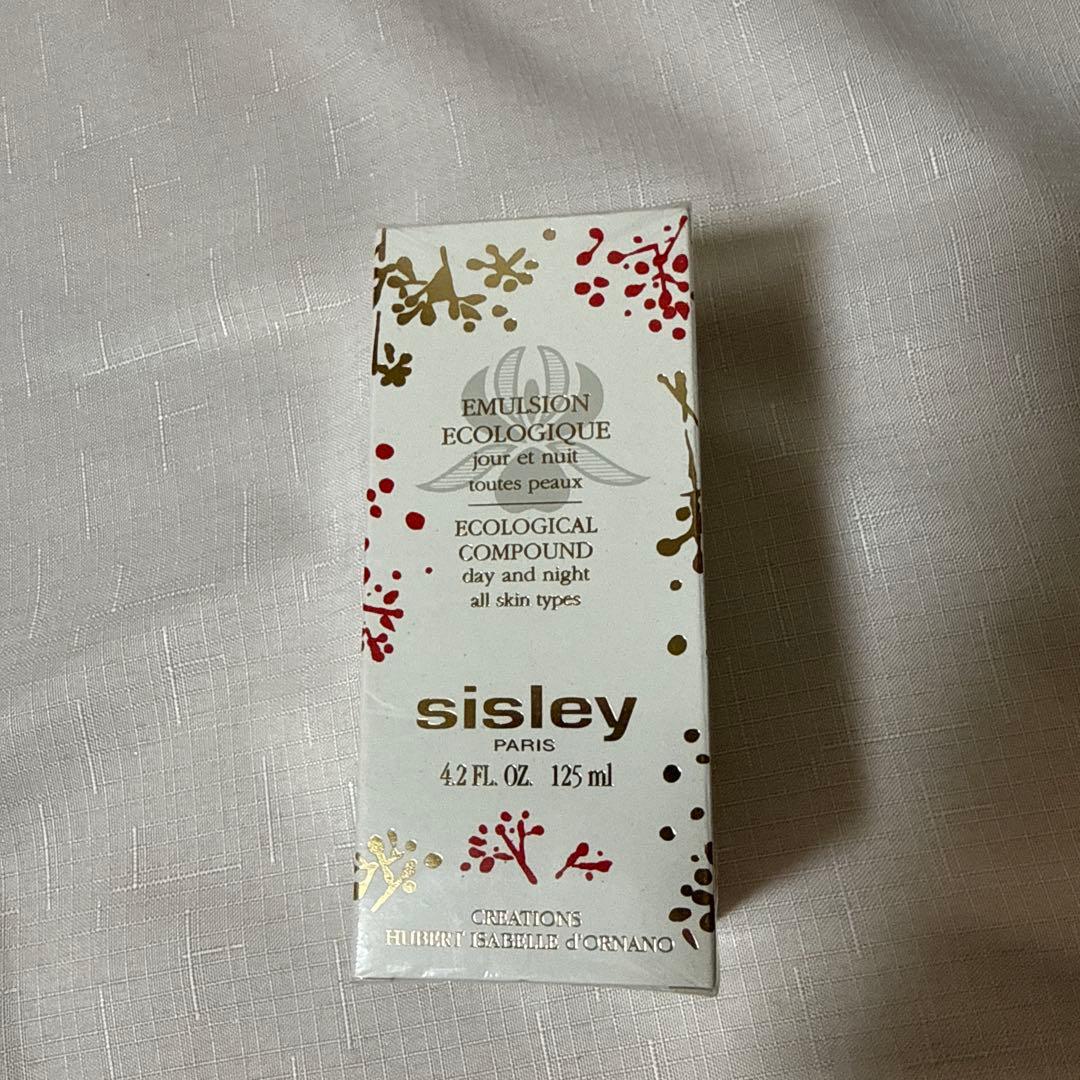 EMULSION
ECOLOGIQUE
jour et nuit
toutes peaux
ECOLOGICAL
COMPOUND
day and night
all skin types
sisley
PARIS
4.2 FL. OZ. 125 ml
CREATIONS
HUBERT ISABELLE d'ORNANO